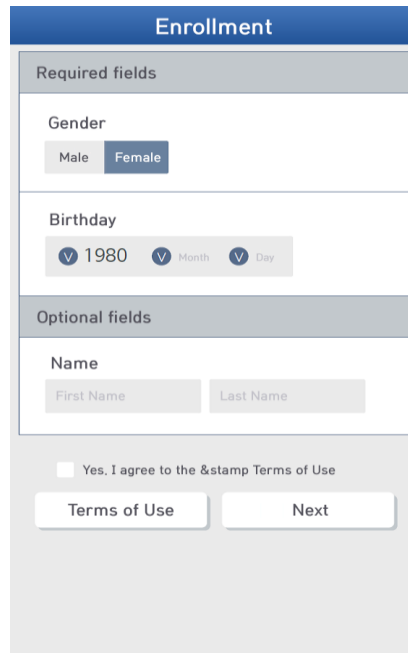 Enrollment
Required fields
Gender
Male Female
Birthday
V 1980 V Month V Day
Optional fields
Name
First Name Last Name
Yes, I agree to the &stamp Terms of Use
Terms of Use Next